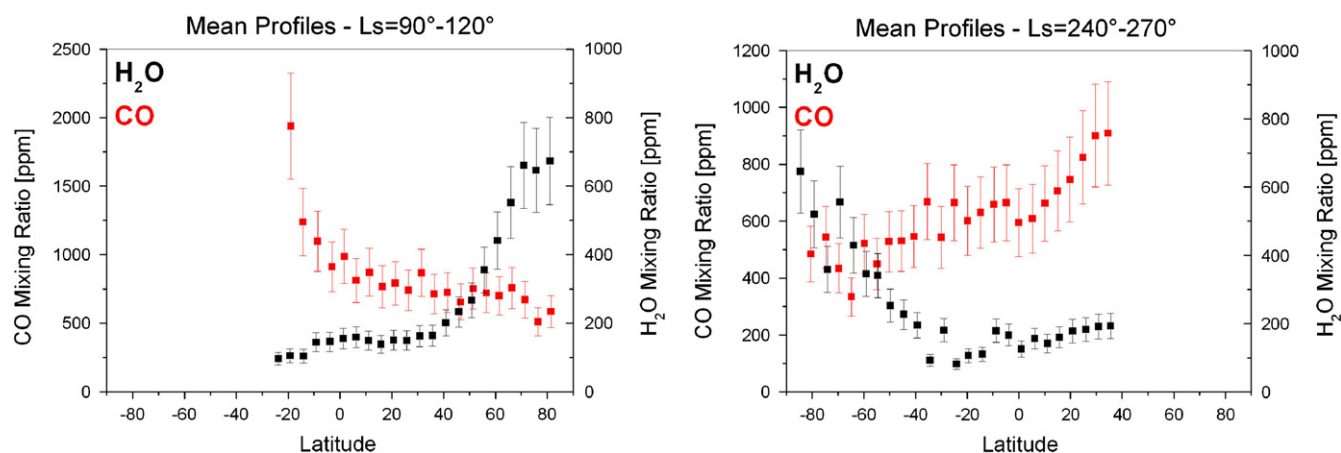 Mean Profiles - Ls=90°-120°
H₂O
CO
CO Mixing Ratio [ppm]
2500
2000
1500
1000
500
0
H₂O Mixing Ratio [ppm]
1000
800
600
400
200
0
-80 -60 -40 -20 0 20 40 60 80
Latitude
Mean Profiles - Ls=240°-270°
H₂O
CO
CO Mixing Ratio [ppm]
1200
1000
800
600
400
200
0
H₂O Mixing Ratio [ppm]
1000
800
600
400
200
0
-80 -60 -40 -20 0 20 40 60 80
Latitude